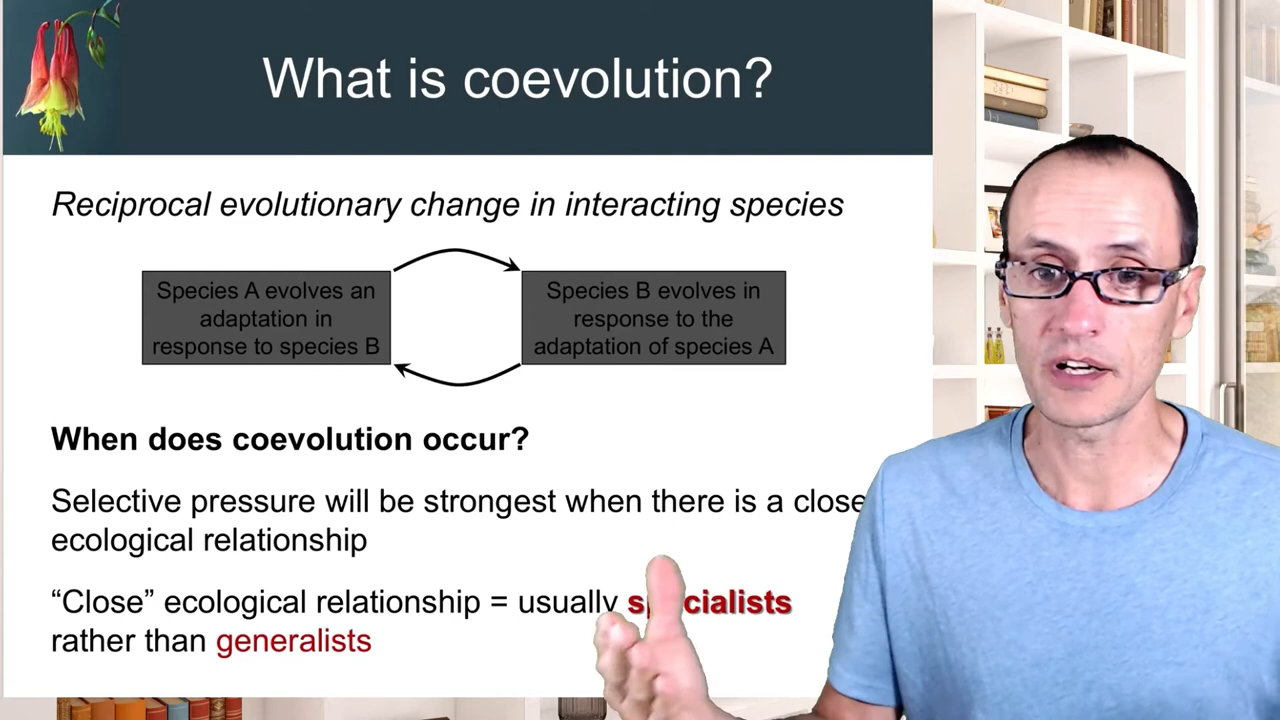 What is coevolution?
Reciprocal evolutionary change in interacting species
Species A evolves an
adaptation in
response to species B
Species B evolves in
response to the
adaptation of species A
When does coevolution occur?
Selective pressure will be strongest when there is a close
ecological relationship
“Close” ecological relationship = usually specialists
rather than generalists